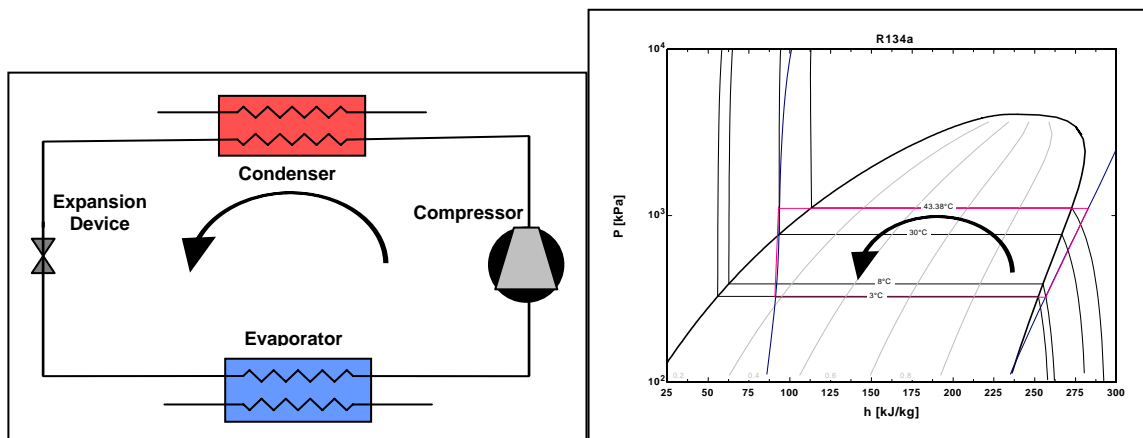 Condenser
Expansion
Device
Compressor
Evaporator
R134a
10⁴
10³
10²
P [kPa]
43.38°C
30°C
8°C
3°C
0.2
0.4
0.6
0.8
25
50
75
100
125
150
175
200
225
250
275
300
h [kJ/kg]